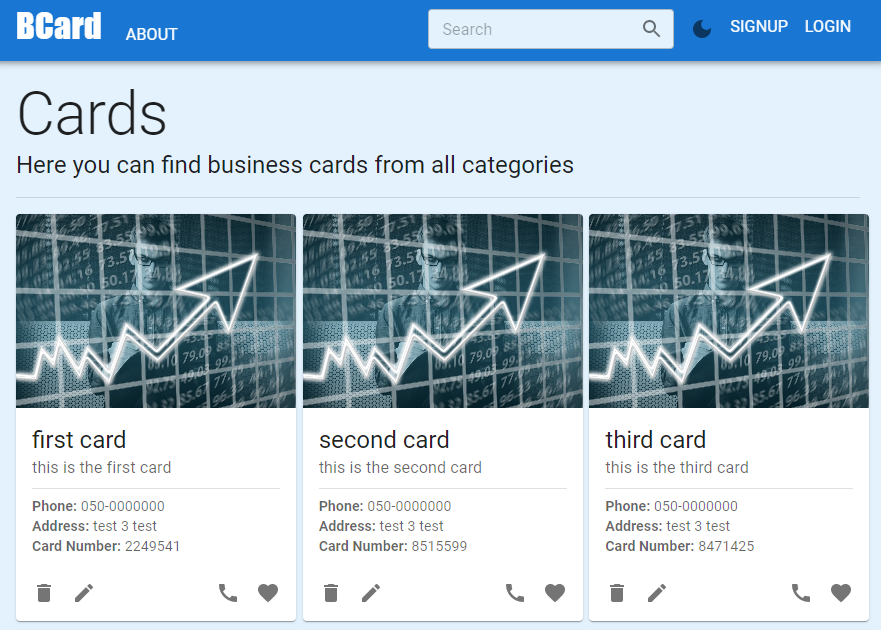 BCard ABOUT Search SIGNUP LOGIN
Cards
Here you can find business cards from all categories
first card
this is the first card
Phone: 050-0000000
Address: test 3 test
Card Number: 2249541
second card
this is the second card
Phone: 050-0000000
Address: test 3 test
Card Number: 8515599
third card
this is the third card
Phone: 050-0000000
Address: test 3 test
Card Number: 8471425